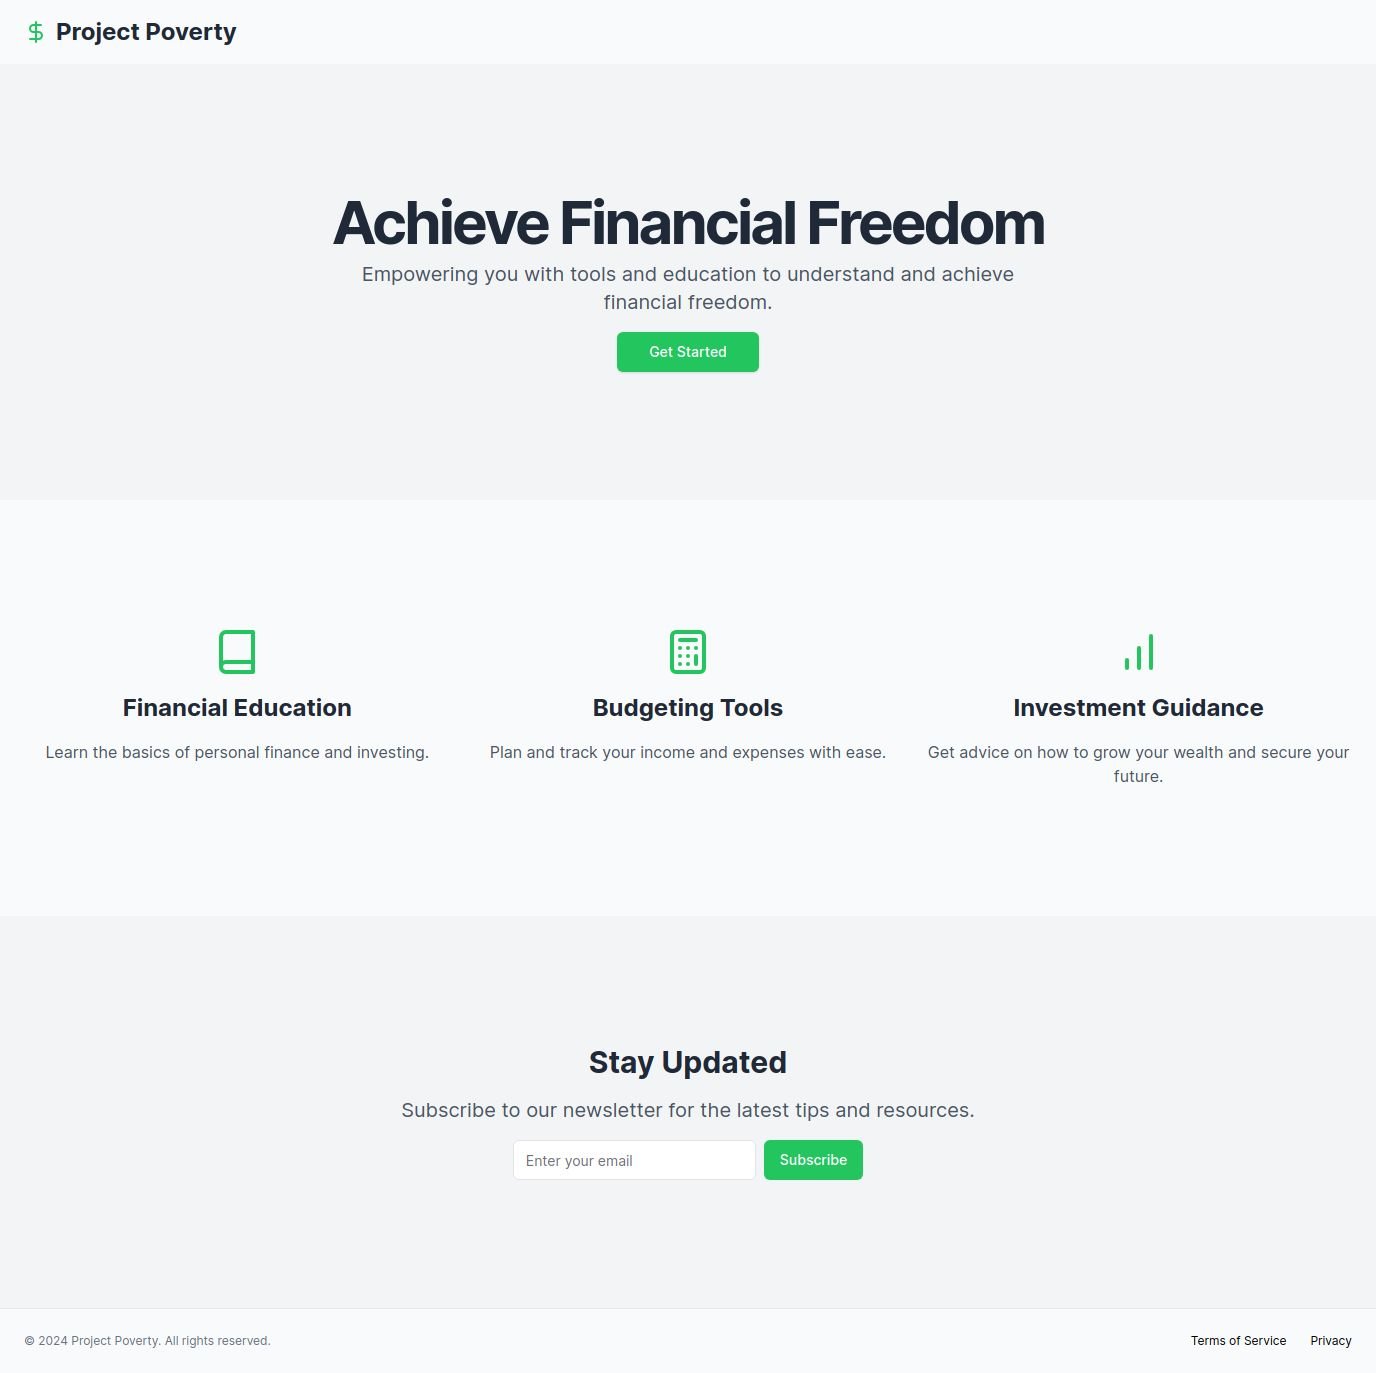 Project Poverty
Achieve Financial Freedom
Empowering you with tools and education to understand and achieve
financial freedom.
Get Started
Financial Education
Learn the basics of personal finance and investing.
Budgeting Tools
Plan and track your income and expenses with ease.
Investment Guidance
Get advice on how to grow your wealth and secure your
future.
Stay Updated
Subscribe to our newsletter for the latest tips and resources.
Enter your email
Subscribe
© 2024 Project Poverty. All rights reserved.
Terms of Service
Privacy